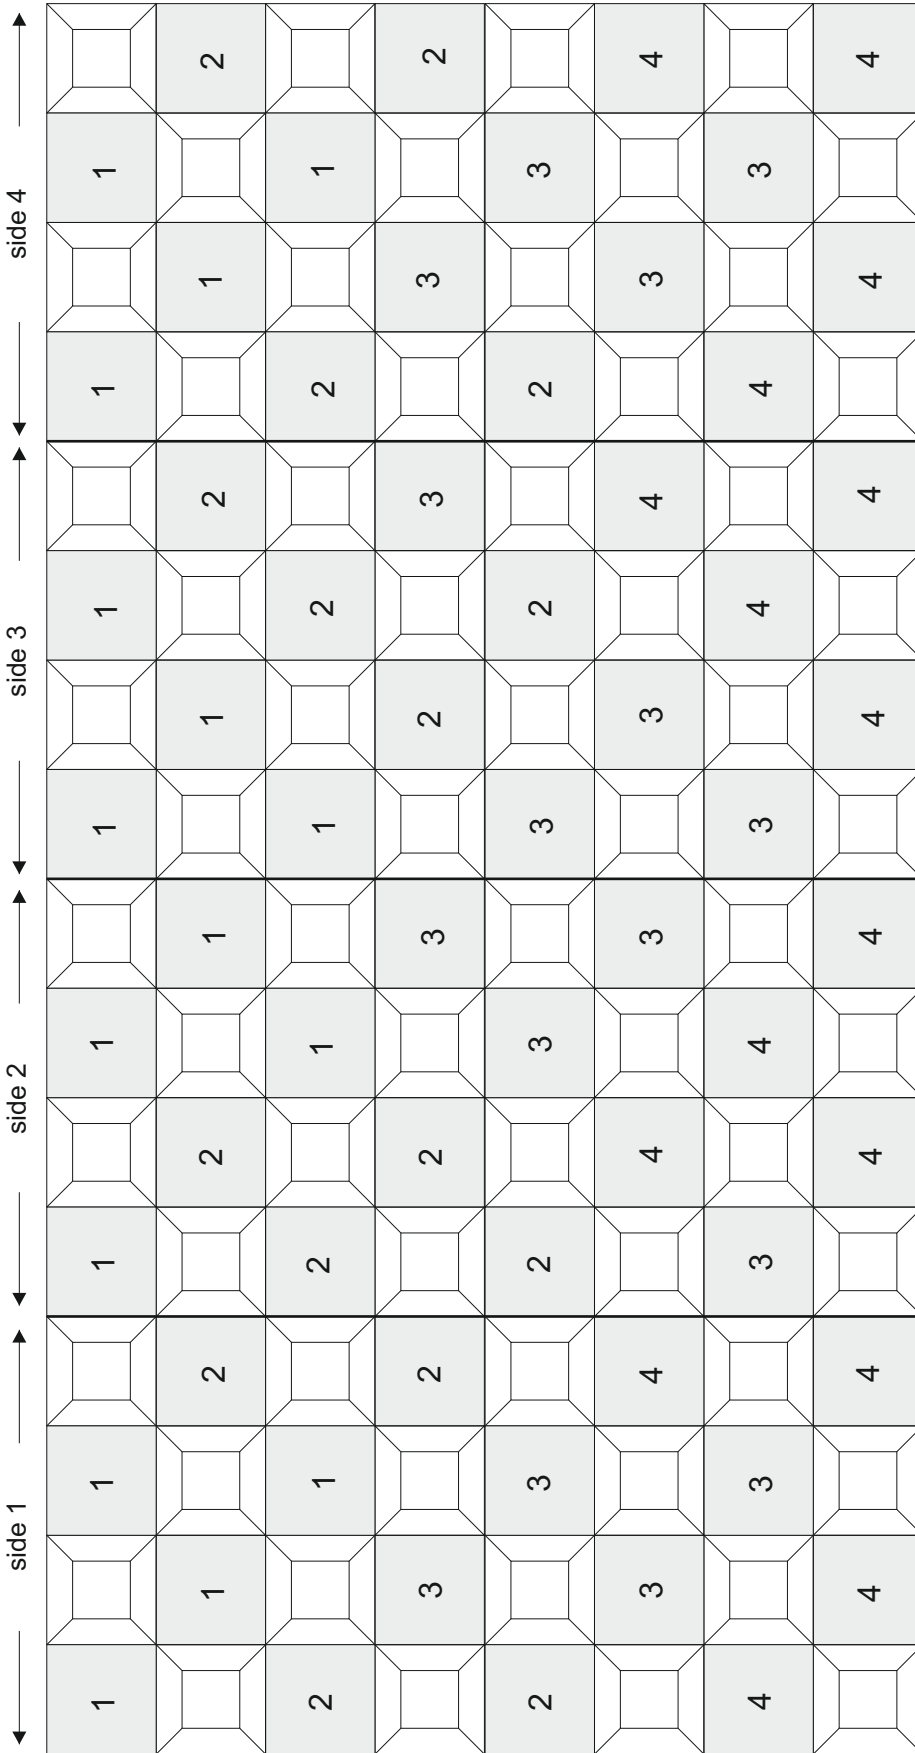 side 1 side 2 side 3 side 4
1 1 1 1 1 1 1 1
1 2 2 1 1 2 1 2
2 1 2 1 1 2 2 1
3 2 2 3 2 3 3 2
2 3 2 3 3 2 2 3
3 4 4 3 3 4 3 4
4 3 3 4 3 4 4 3
4 4 4 4 4 4 4 4